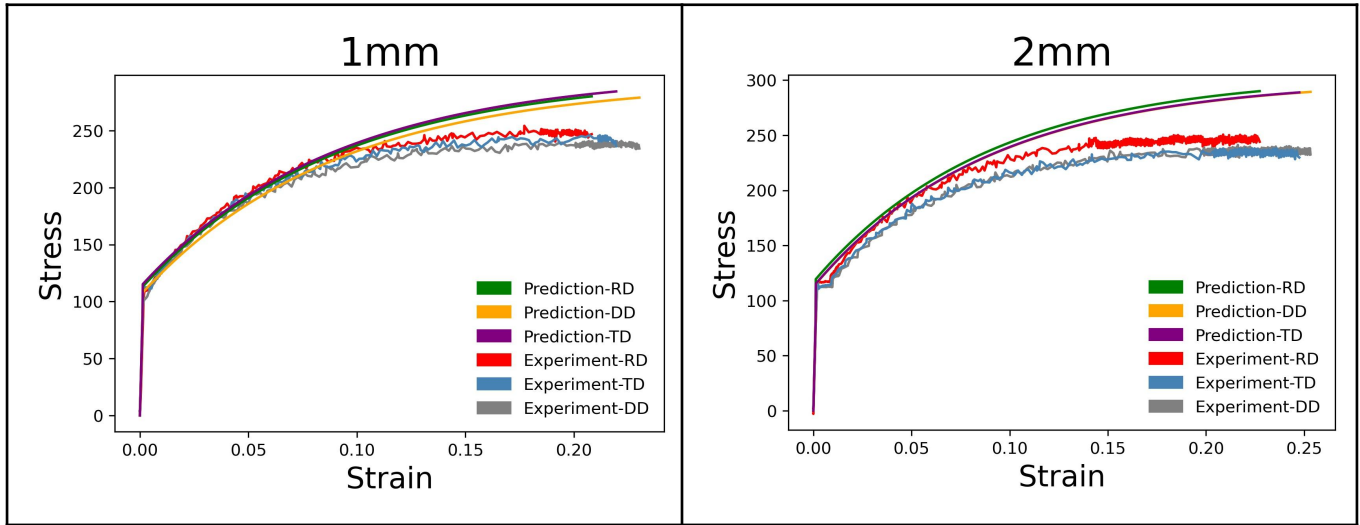 1mm
Stress
250
200
150
100
50
0
Prediction-RD
Prediction-DD
Prediction-TD
Experiment-RD
Experiment-TD
Experiment-DD
0.00 0.05 0.10 0.15 0.20
Strain
2mm
Stress
300
250
200
150
100
50
0
Prediction-RD
Prediction-DD
Prediction-TD
Experiment-RD
Experiment-TD
Experiment-DD
0.00 0.05 0.10 0.15 0.20 0.25
Strain